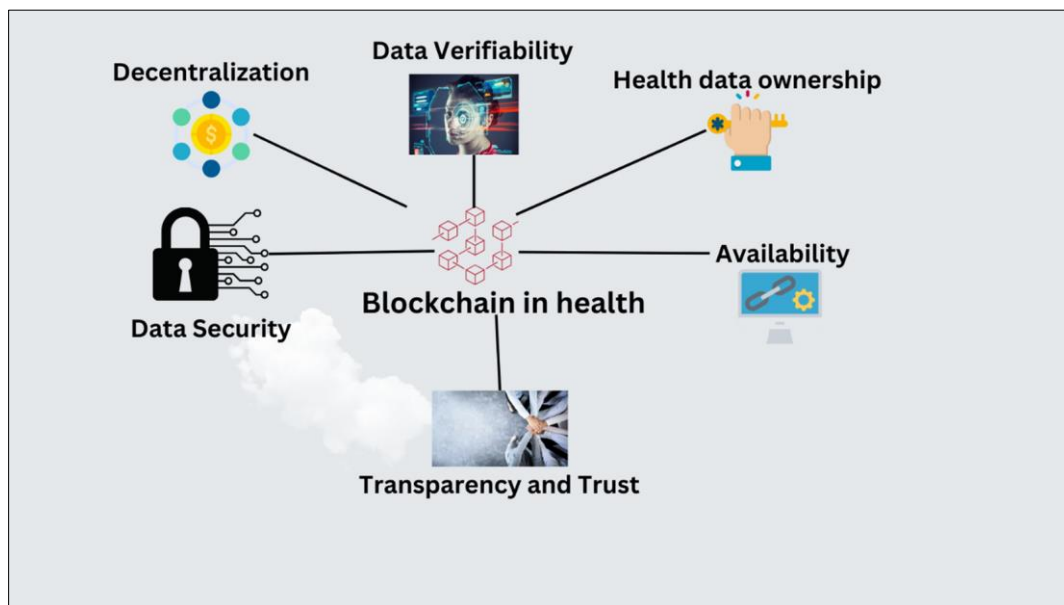 Data Verifiability
Decentralization
Health data ownership
Availability
Blockchain in health
Data Security
Transparency and Trust